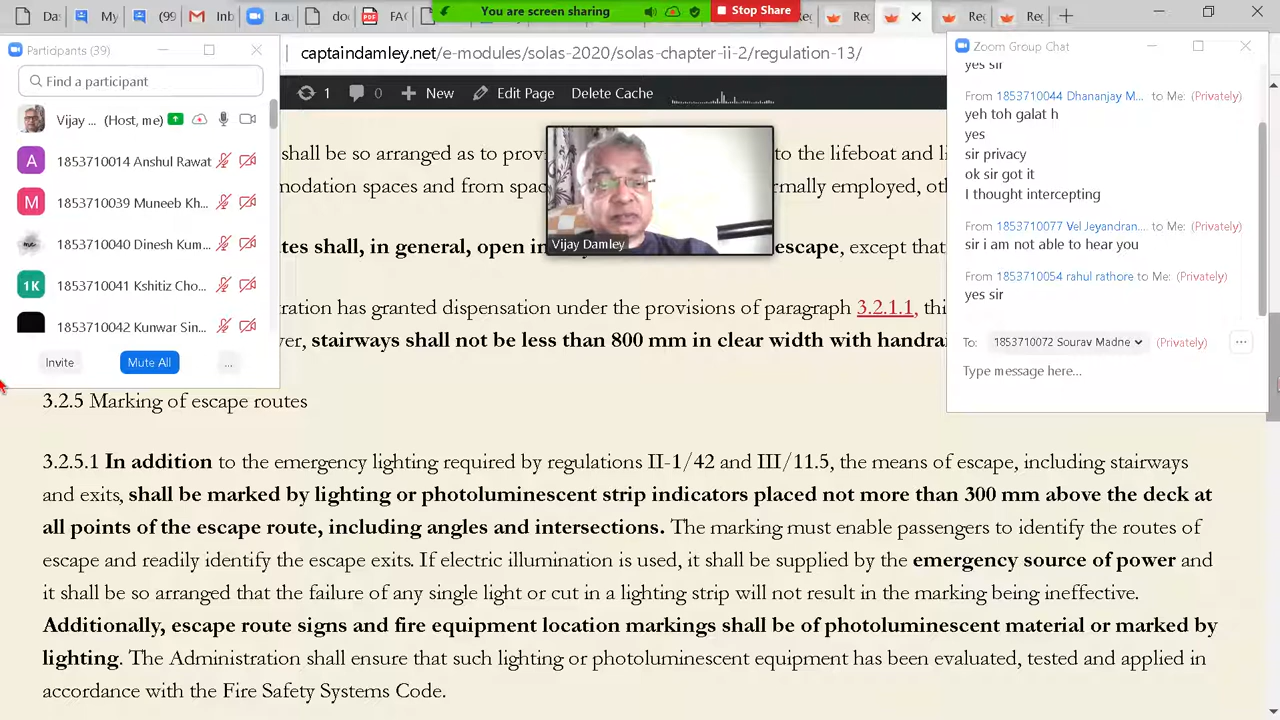 You are screen sharing
Stop Share
Participants (39)
Find a participant
Vijay ... (Host, me)
A 1853710014 Anshul Rawat
M 1853710039 Muneeb Kh...
1853710040 Dinesh Kum...
1K 1853710041 Kshitiz Cho...
1853710042 Kunwar Sin...
Invite
Mute All
...
captaindamley.net/e-modules/solas-2020/solas-chapter-ii-2/regulation-13/
1 0 New Edit Page Delete Cache
shall be so arranged as to to the lifeboat and
and from normally employed,
shall, in general, open escape, except that
has granted dispensation under the provisions of paragraph 3.2.1.1,
stairways shall not be less than 800 mm in clear width with
Vijay Damley
3.2.5 Marking of escape routes
3.2.5.1 In addition to the emergency lighting required by regulations II-1/42 and III/11.5, the means of escape, including stairways
and exits, shall be marked by lighting or photoluminescent strip indicators placed not more than 300 mm above the deck at
all points of the escape route, including angles and intersections. The marking must enable passengers to identify the routes of
escape and readily identify the escape exits. If electric illumination is used, it shall be supplied by the emergency source of power and
it shall be so arranged that the failure of any single light or cut in a lighting strip will not result in the marking being ineffective.
Additionally, escape route signs and fire equipment location markings shall be of photoluminescent material or marked by
lighting. The Administration shall ensure that such lighting or photoluminescent equipment has been evaluated, tested and applied in
accordance with the Fire Safety Systems Code.
Zoom Group Chat
yes sir
From 1853710044 Dhananjay M... to Me: (Privately)
yeh toh galat h
yes
sir privacy
ok sir got it
I thought intercepting
From 1853710077 Vel Jeyandran.... to Me: (Privately)
sir i am not able to hear you
From 1853710054 rahul rathore to Me: (Privately)
yes sir
To: 1853710072 Sourav Madne (Privately)
...
Type message here...